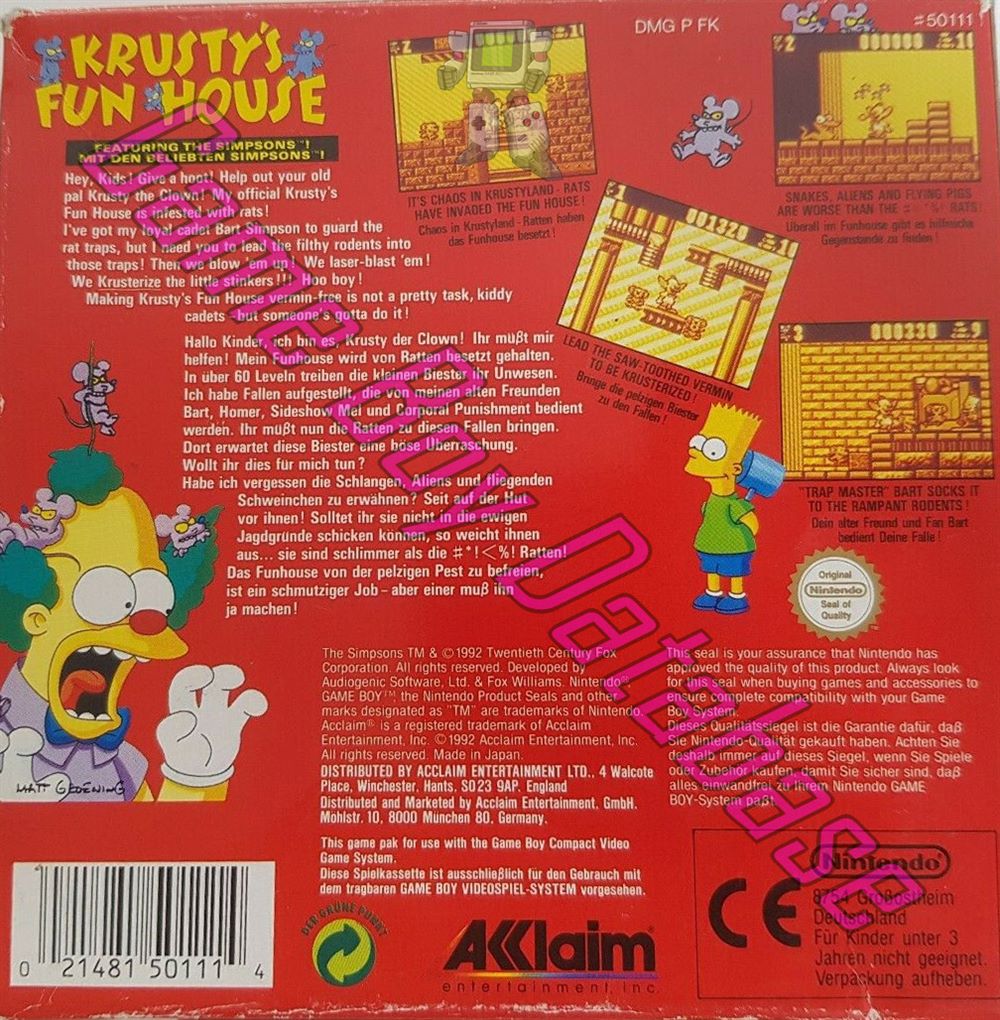 KRUSTY'S
FUN HOUSE
FEATURING THE SIMPSONS™!
MIT DEN BELIEBTEN SIMPSONS™!
Hey, Kids! Give a hoot! Help out your old
pal Krusty the Clown! My official Krusty's
Fun House is infested with rats!
I've got my loyal cadet Bart Simpson to guard the
rat traps, but I need you to lead the filthy rodents into
those traps! Then we blow 'em up! We laser-blast 'em!
We Krusterize the little stinkers!!! Hoo boy!
Making Krusty's Fun House vermin-free is not a pretty task, kiddy
cadets - but someone's gotta do it!
Hallo Kinder, ich bin es, Krusty der Clown! Ihr müßt mir
helfen! Mein Funhouse wird von Ratten besetzt gehalten.
In über 60 Leveln treiben die kleinen Biester ihr Unwesen.
Ich habe Fallen aufgestellt, die von meinen alten Freunden
Bart, Homer, Sideshow Mel und Corporal Punishment bedient
werden. Ihr müßt nun die Ratten zu diesen Fallen bringen.
Dort erwartet diese Biester eine böse Überraschung.
Wollt ihr dies für mich tun?
Habe ich vergessen die Schlangen, Aliens und fliegenden
Schweinchen zu erwähnen? Seit auf der Hut
vor ihnen! Solltet ihr sie nicht in die ewigen
Jagdgründe schicken können, so weicht ihnen
aus... sie sind schlimmer als die #*!<%! Ratten!
Das Funhouse von der pelzigen Pest zu befreien,
ist ein schmutziger Job - aber einer muß ihn
ja machen!
DMG P FK
#50111
2
10
IT'S CHAOS IN KRUSTYLAND - RATS
HAVE INVADED THE FUN HOUSE!
Chaos in Krustyland - Ratten haben
das Funhouse besetzt!
2 000000 10
SNAKES, ALIENS AND FLYING PIGS
ARE WORSE THAN THE RATS!
Überall im Funhouse gibt es hilfreiche
Gegenstände zu finden!
1 001320 10
LEAD THE SAW-TOOTHED VERMIN
TO BE KRUSTERIZED!
Bringe die pelzigen Biester
zu den Fallen!
3 000330 9
"TRAP MASTER" BART SOCKS IT
TO THE RAMPANT RODENTS!
Dein alter Freund und Fan Bart
bedient Deine Falle!
Original
Nintendo
Seal of
Quality
MATT GROENING
The Simpsons TM & ©1992 Twentieth Century Fox
Corporation. All rights reserved. Developed by
Audiogenic Software, Ltd. & Fox Williams. Nintendo®,
GAME BOY™, the Nintendo Product Seals and other
marks designated as "TM" are trademarks of Nintendo.
Acclaim® is a registered trademark of Acclaim
Entertainment, Inc. ©1992 Acclaim Entertainment, Inc.
All rights reserved. Made in Japan.
DISTRIBUTED BY ACCLAIM ENTERTAINMENT LTD., 4 Walcote
Place, Winchester, Hants, SO23 9AP. England
Distributed and Marketed by Acclaim Entertainment, GmbH.
Mohlstr. 10, 8000 München 80, Germany.
This game pak for use with the Game Boy Compact Video
Game System.
Diese Spielkassette ist ausschließlich für den Gebrauch mit
dem tragbaren GAME BOY VIDEOSPIEL-SYSTEM vorgesehen.
This seal is your assurance that Nintendo has
approved the quality of this product. Always look
for this seal when buying games and accessories to
ensure complete compatibility with your Game
Boy System.
Dieses Qualitätssiegel ist die Garantie dafür, daß
Sie Nintendo-Qualität gekauft haben. Achten Sie
deshalb immer auf dieses Siegel, wenn Sie Spiele
oder Zubehör kaufen, damit Sie sicher sind, daß
alles einwandfrei zu Ihrem Nintendo GAME
BOY-System paßt.
0 21481 50111 4
DER GRÜNE PUNKT
AKKlaim®
entertainment, inc.
CE
Nintendo®
8754 Großostheim
Deutschland
Für Kinder unter 3
Jahren nicht geeignet.
Verpackung aufheben.
Game Boy Database